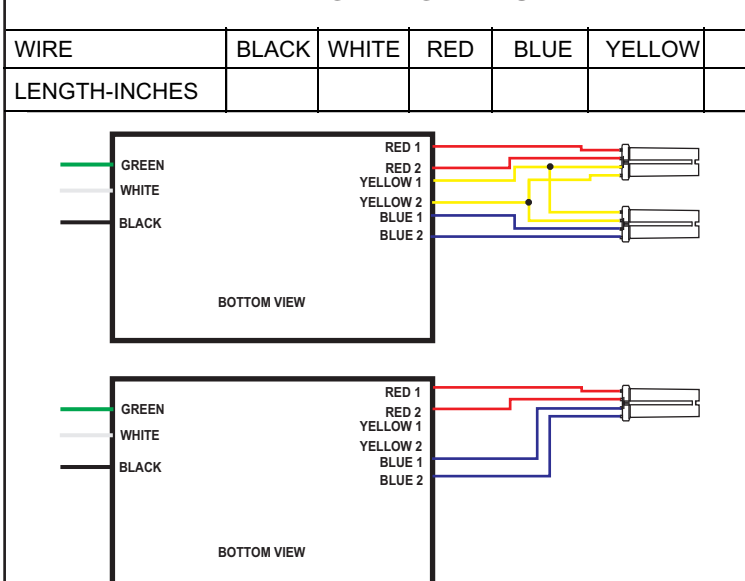 WIRE BLACK WHITE RED BLUE YELLOW
LENGTH-INCHES
RED 1
GREEN
RED 2
YELLOW 1
WHITE
YELLOW 2
BLUE 1
BLACK
BLUE 2
BOTTOM VIEW
RED 1
GREEN
RED 2
YELLOW 1
WHITE
YELLOW 2
BLUE 1
BLACK
BLUE 2
BOTTOM VIEW